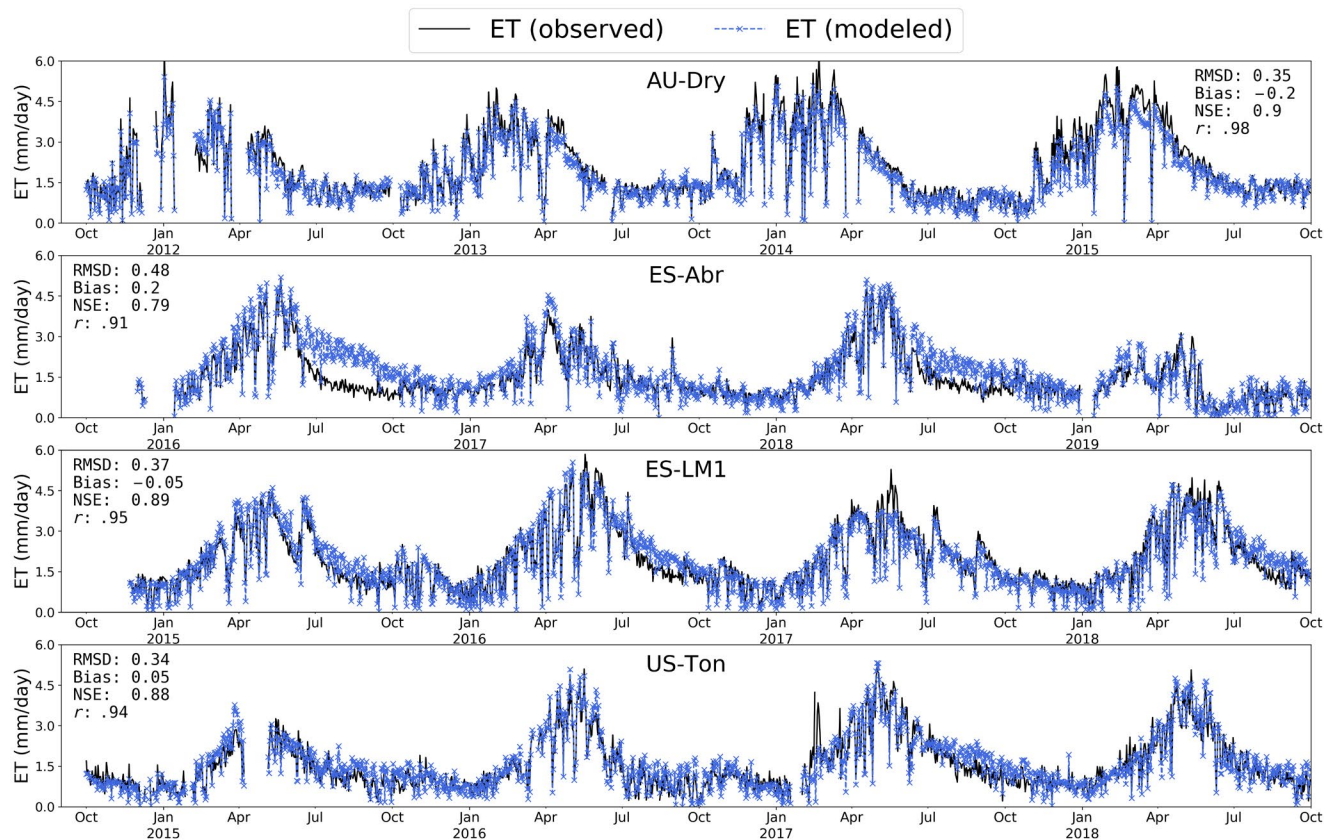 ET (observed) ET (modeled)
ET (mm/day)
6.0
4.5
3.0
1.5
0.0
AU-Dry
RMSD: 0.35
Bias: −0.2
NSE: 0.9
r: .98
Oct Jan Apr Jul Oct Jan Apr Jul Oct Jan Apr Jul Oct Jan Apr Jul Oct
2012 2013 2014 2015
ET (mm/day)
6.0
4.5
3.0
1.5
0.0
RMSD: 0.48
Bias: 0.2
NSE: 0.79
r: .91
ES-Abr
Oct Jan Apr Jul Oct Jan Apr Jul Oct Jan Apr Jul Oct Jan Apr Jul Oct
2016 2017 2018 2019
ET (mm/day)
6.0
4.5
3.0
1.5
0.0
RMSD: 0.37
Bias: −0.05
NSE: 0.89
r: .95
ES-LM1
Oct Jan Apr Jul Oct Jan Apr Jul Oct Jan Apr Jul Oct Jan Apr Jul Oct
2015 2016 2017 2018
ET (mm/day)
6.0
4.5
3.0
1.5
0.0
RMSD: 0.34
Bias: 0.05
NSE: 0.88
r: .94
US-Ton
Oct Jan Apr Jul Oct Jan Apr Jul Oct Jan Apr Jul Oct Jan Apr Jul Oct
2015 2016 2017 2018